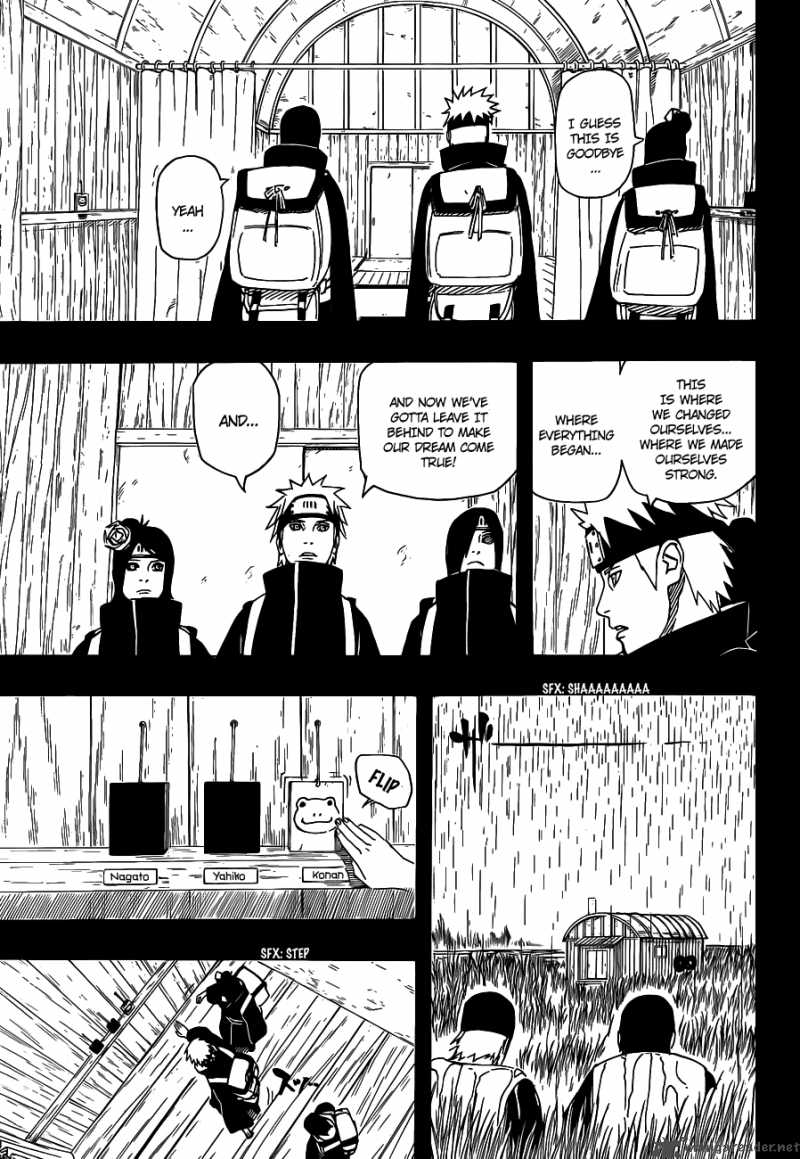 I GUESS
THIS IS
GOODBYE
...
YEAH
...
THIS
IS WHERE
WE CHANGED
OURSELVES...
WHERE WE MADE
OURSELVES
STRONG.
WHERE
EVERYTHING
BEGAN...
AND NOW WE'VE
GOTTA LEAVE IT
BEHIND TO MAKE
OUR DREAM COME
TRUE!
AND...
SFX: SHAAAAAAAAA
FLIP
Nagato
Yahiko
Konan
SFX: STEP